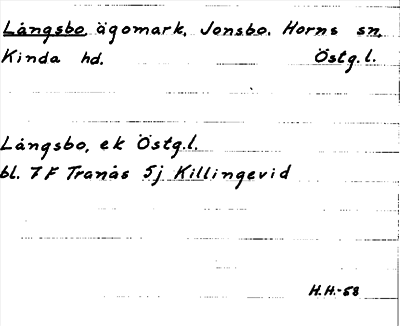 Långsbo, ägomark, Jonsbo, Horns sn,
Kinda hd. Östg.l.
Långsbo, ek Östg.l.
bl. 7F Tranås 5j Killingevid
H.H.-58